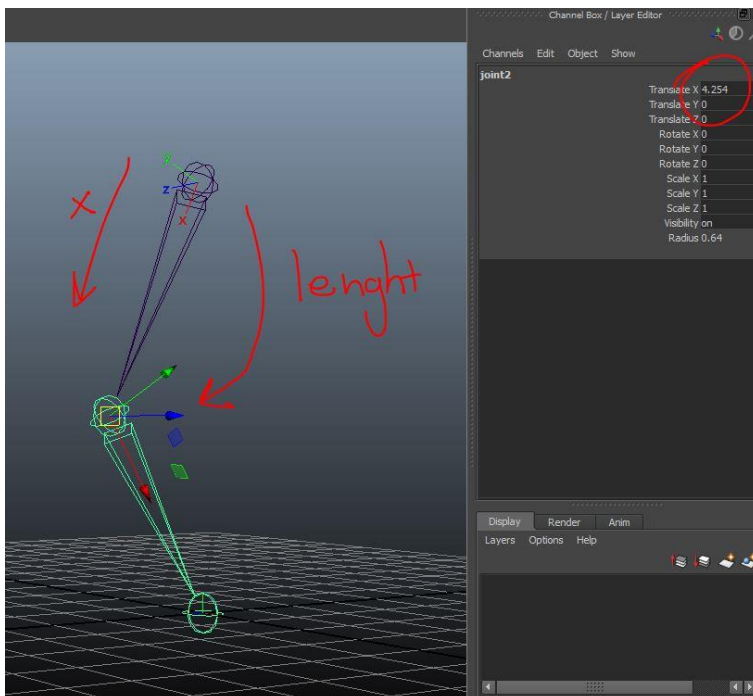 Channel Box / Layer Editor
Channels Edit Object Show
joint2
Translate X 4.254
Translate Y 0
Translate Z 0
Rotate X 0
Rotate Y 0
Rotate Z 0
Scale X 1
Scale Y 1
Scale Z 1
Visibility on
Radius 0.64
Y
Z
X
X
lenght
Display Render Anim
Layers Options Help